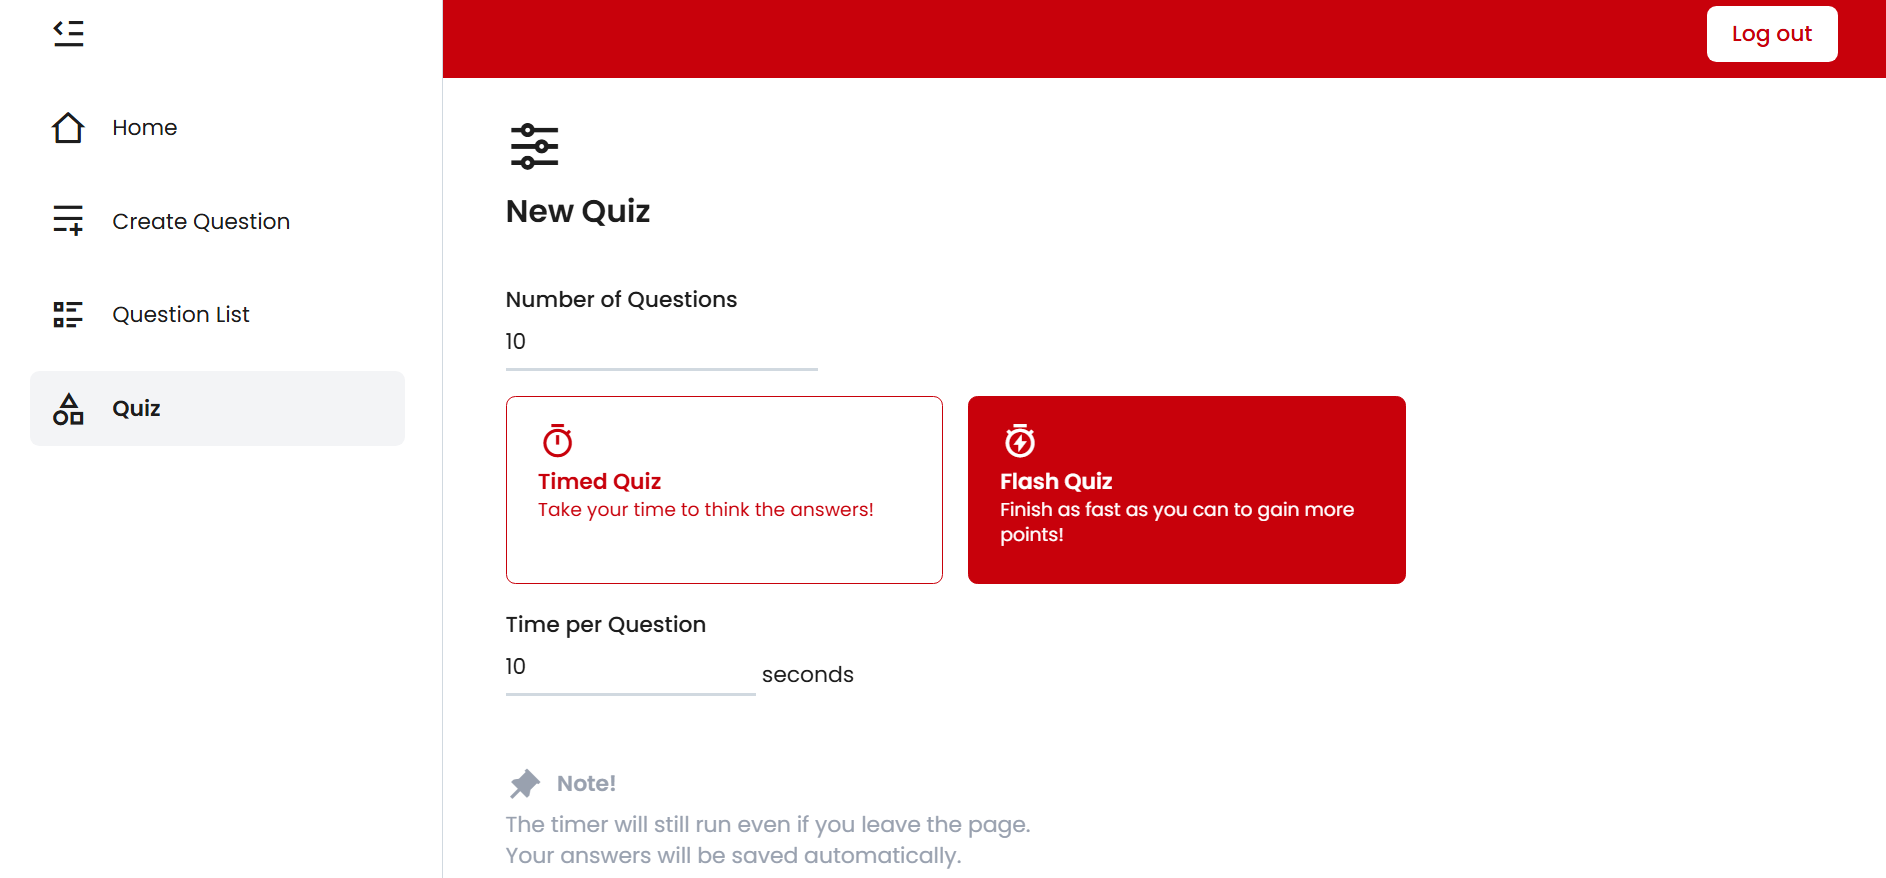 Log out
Home
Create Question
Question List
Quiz
New Quiz
Number of Questions
10
Timed Quiz
Take your time to think the answers!
Flash Quiz
Finish as fast as you can to gain more
points!
Time per Question
10
seconds
Note!
The timer will still run even if you leave the page.
Your answers will be saved automatically.